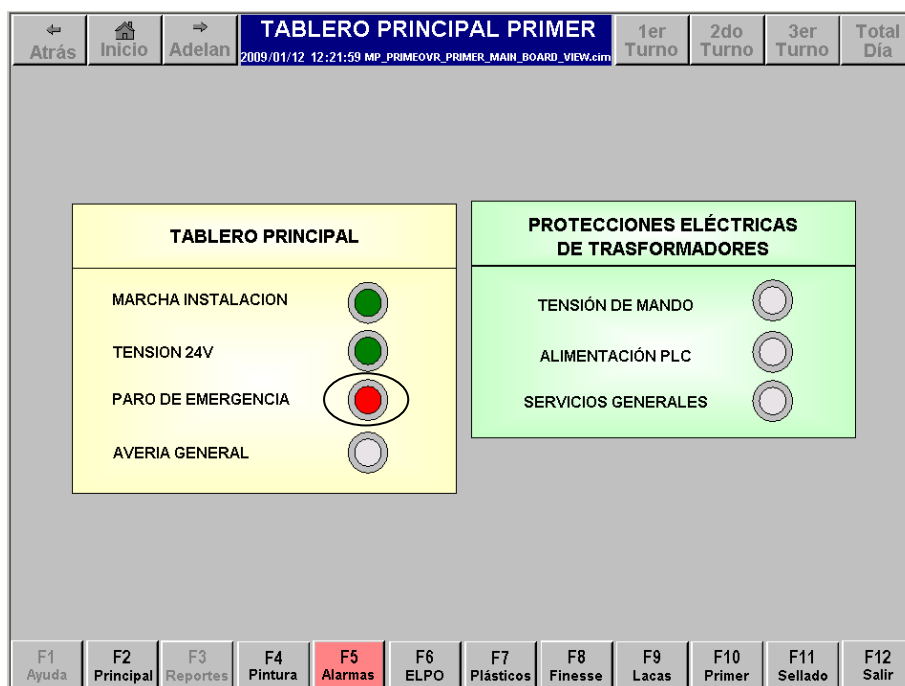 ⇐
Atrás
Inicio
⇒
Adelan
TABLERO PRINCIPAL PRIMER
2009/01/12 12:21:59 MP_PRIMEOVR_PRIMER_MAIN_BOARD_VIEW.cim
1er
Turno
2do
Turno
3er
Turno
Total
Día
TABLERO PRINCIPAL
MARCHA INSTALACION
TENSION 24V
PARO DE EMERGENCIA
AVERIA GENERAL
PROTECCIONES ELÉCTRICAS
DE TRASFORMADORES
TENSIÓN DE MANDO
ALIMENTACIÓN PLC
SERVICIOS GENERALES
F1
Ayuda
F2
Principal
F3
Reportes
F4
Pintura
F5
Alarmas
F6
ELPO
F7
Plásticos
F8
Finesse
F9
Lacas
F10
Primer
F11
Sellado
F12
Salir